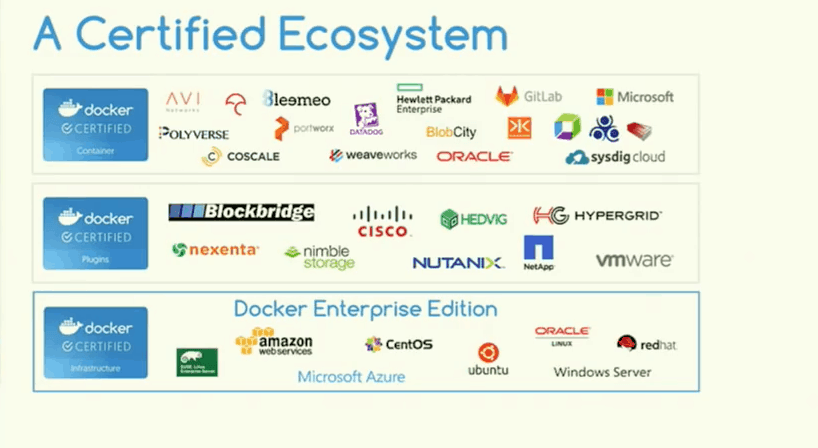 A Certified Ecosystem
docker
CERTIFIED
Container
AVI
Networks
Bleemeo
DATADOG
Hewlett Packard
Enterprise
GitLab
Microsoft
POLYVERSE
portworx
BlobCity
COSCALE
weaveworks
ORACLE
sysdig cloud
docker
CERTIFIED
Plugins
Blockbridge
CISCO
HEDVIG
HYPERGRID
nexenta
nimble
storage
NUTANIX
NetApp
vmware
Docker Enterprise Edition
docker
CERTIFIED
Infrastructure
SUSE Linux
Enterprise Server
amazon
web services
CentOS
ORACLE
LINUX
redhat
Microsoft Azure
ubuntu
Windows Server